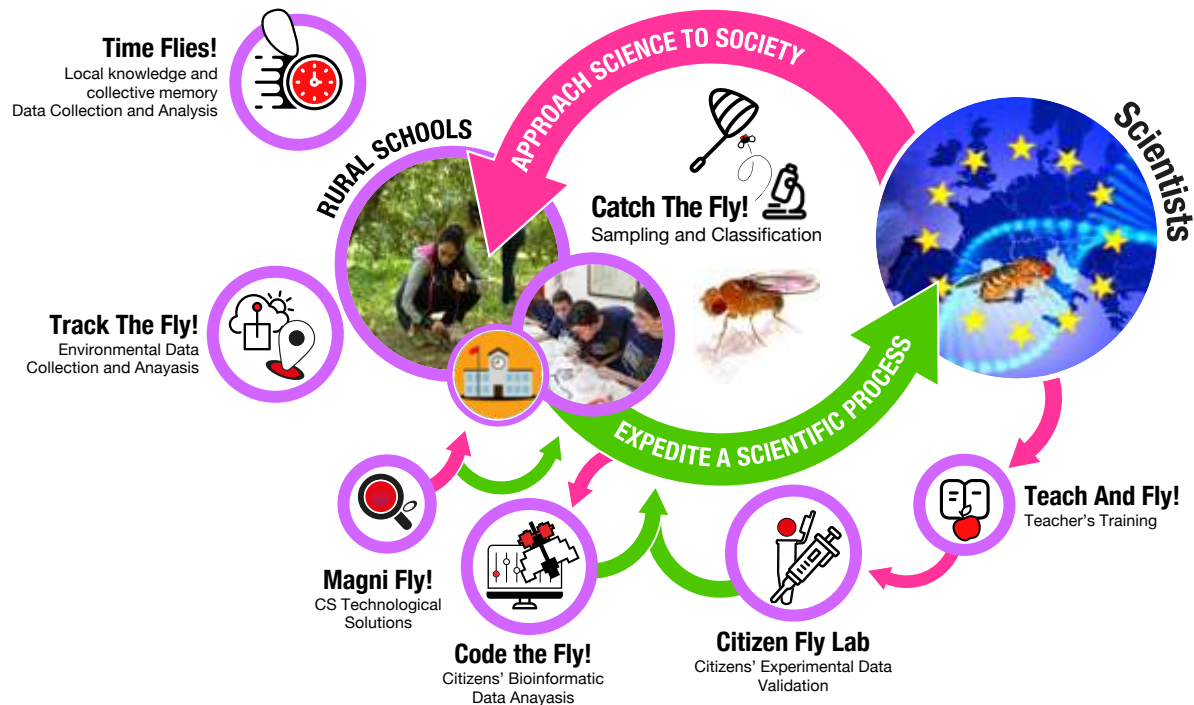 Time Flies!
Local knowledge and
collective memory
Data Collection and Analysis
RURAL SCHOOLS
APPROACH SCIENCE TO SOCIETY
Scientists
Catch The Fly!
Sampling and Classification
Track The Fly!
Environmental Data
Collection and Anayasis
EXPEDITE A SCIENTIFIC PROCESS
Teach And Fly!
Teacher's Training
Magni Fly!
CS Technological
Solutions
Code the Fly!
Citizens' Bioinformatic
Data Anayasis
Citizen Fly Lab
Citizens' Experimental Data
Validation